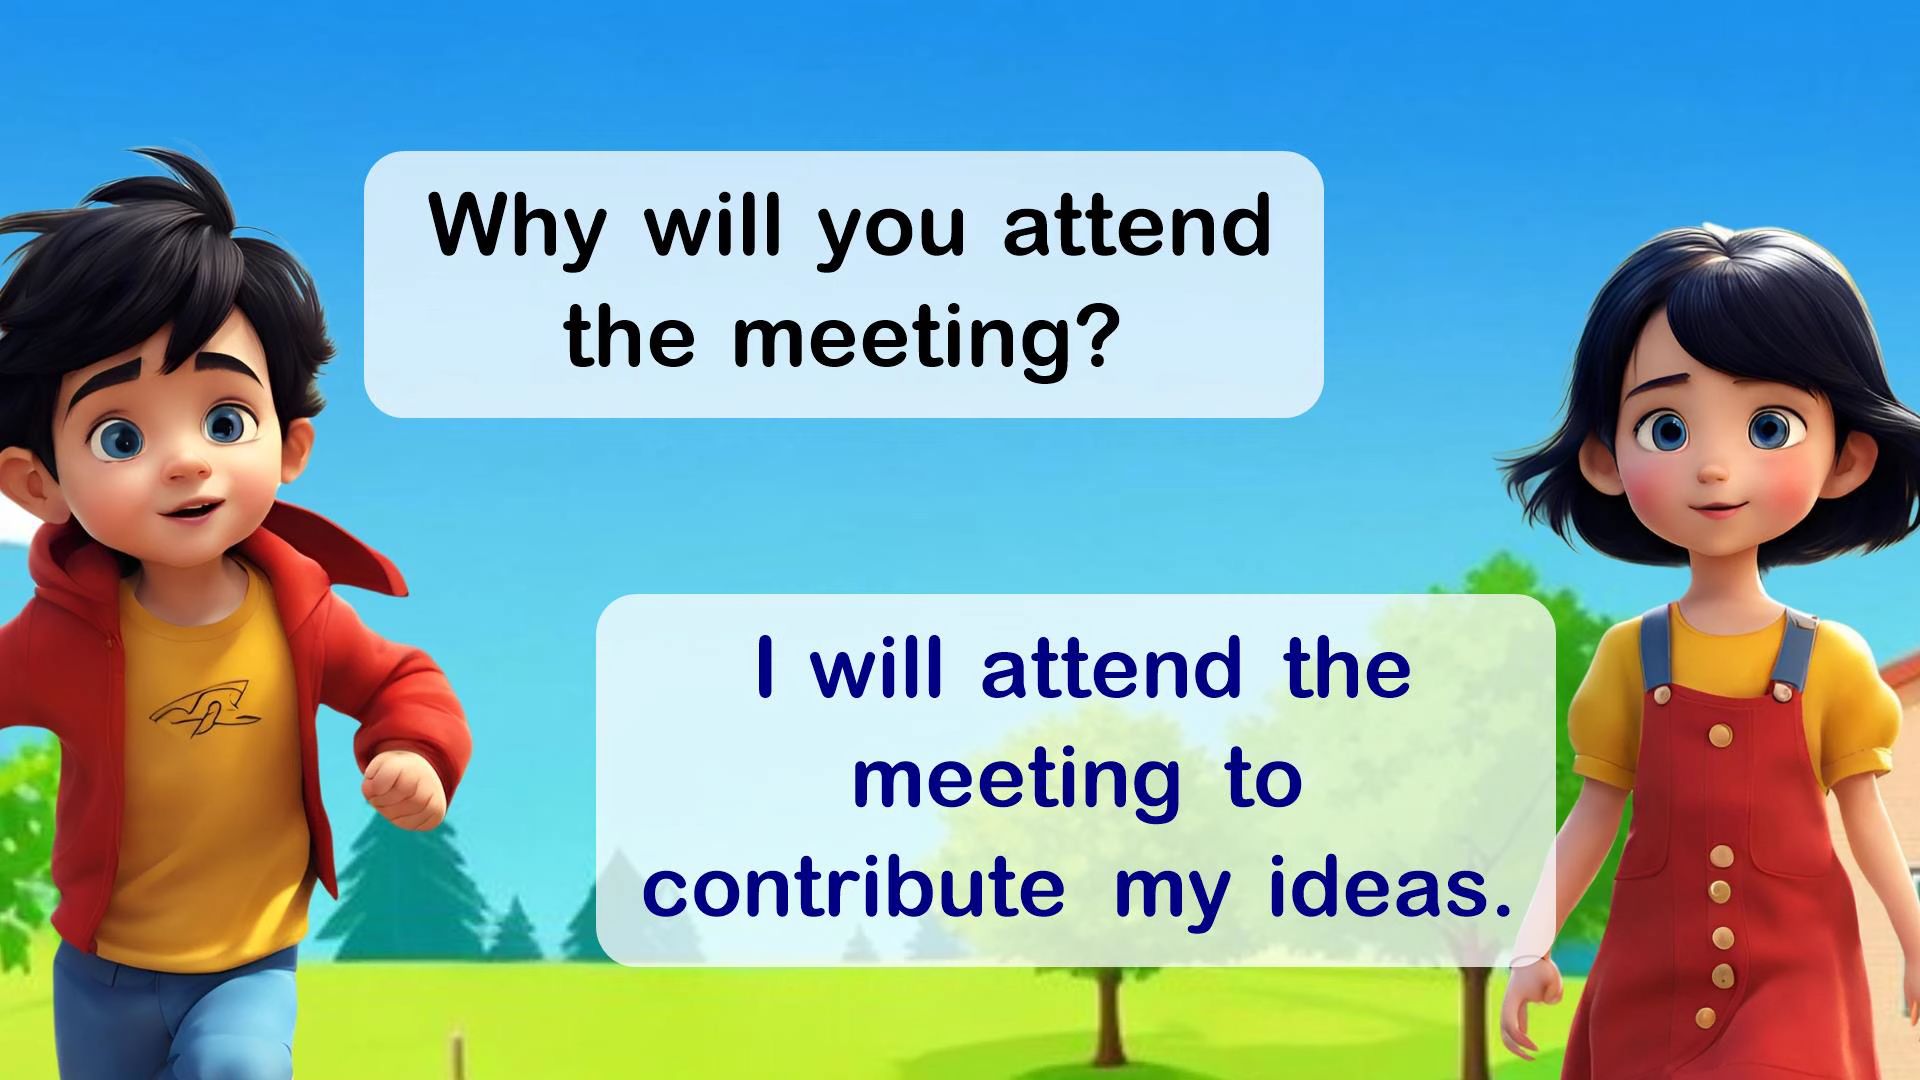 Why will you attend
the meeting?
I will attend the
meeting to
contribute my ideas.